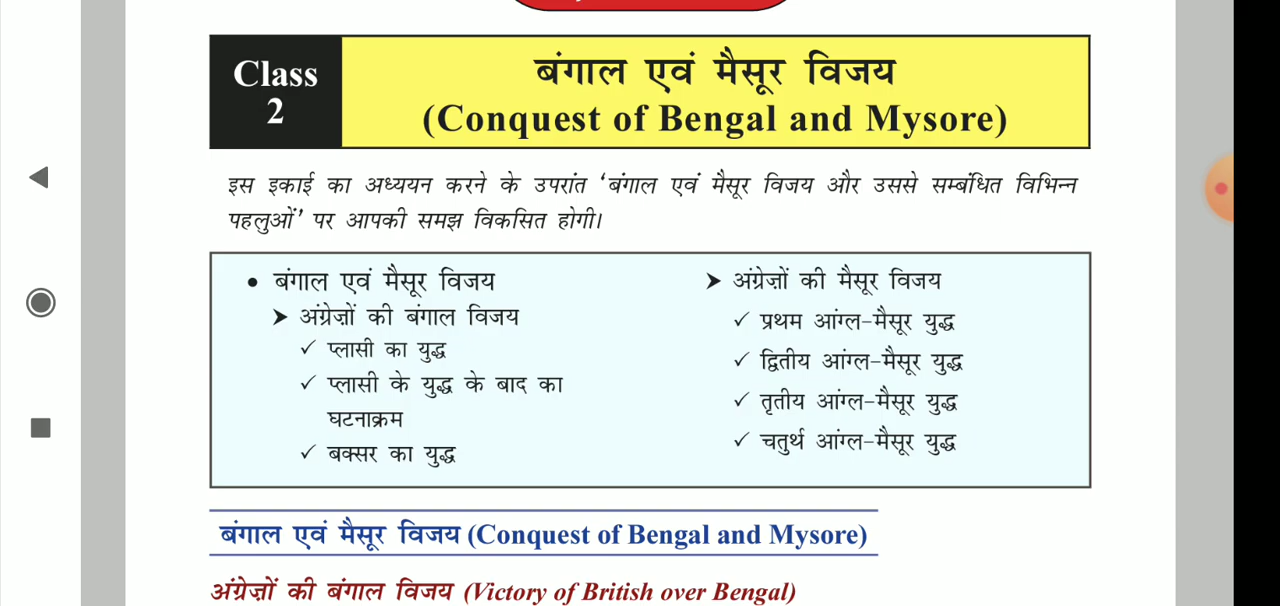 Class
2
बंगाल एवं मैसूर विजय
(Conquest of Bengal and Mysore)
इस इकाई का अध्ययन करने के उपरांत ‘बंगाल एवं मैसूर विजय और उससे सम्बंधित विभिन्न
पहलुओं’ पर आपकी समझ विकसित होगी।
• बंगाल एवं मैसूर विजय
➤ अंग्रेज़ों की बंगाल विजय
✓ प्लासी का युद्ध
✓ प्लासी के युद्ध के बाद का
घटनाक्रम
✓ बक्सर का युद्ध
➤ अंग्रेज़ों की मैसूर विजय
✓ प्रथम आंग्ल-मैसूर युद्ध
✓ द्वितीय आंग्ल-मैसूर युद्ध
✓ तृतीय आंग्ल-मैसूर युद्ध
✓ चतुर्थ आंग्ल-मैसूर युद्ध
बंगाल एवं मैसूर विजय (Conquest of Bengal and Mysore)
अंग्रेज़ों की बंगाल विजय (Victory of British over Bengal)